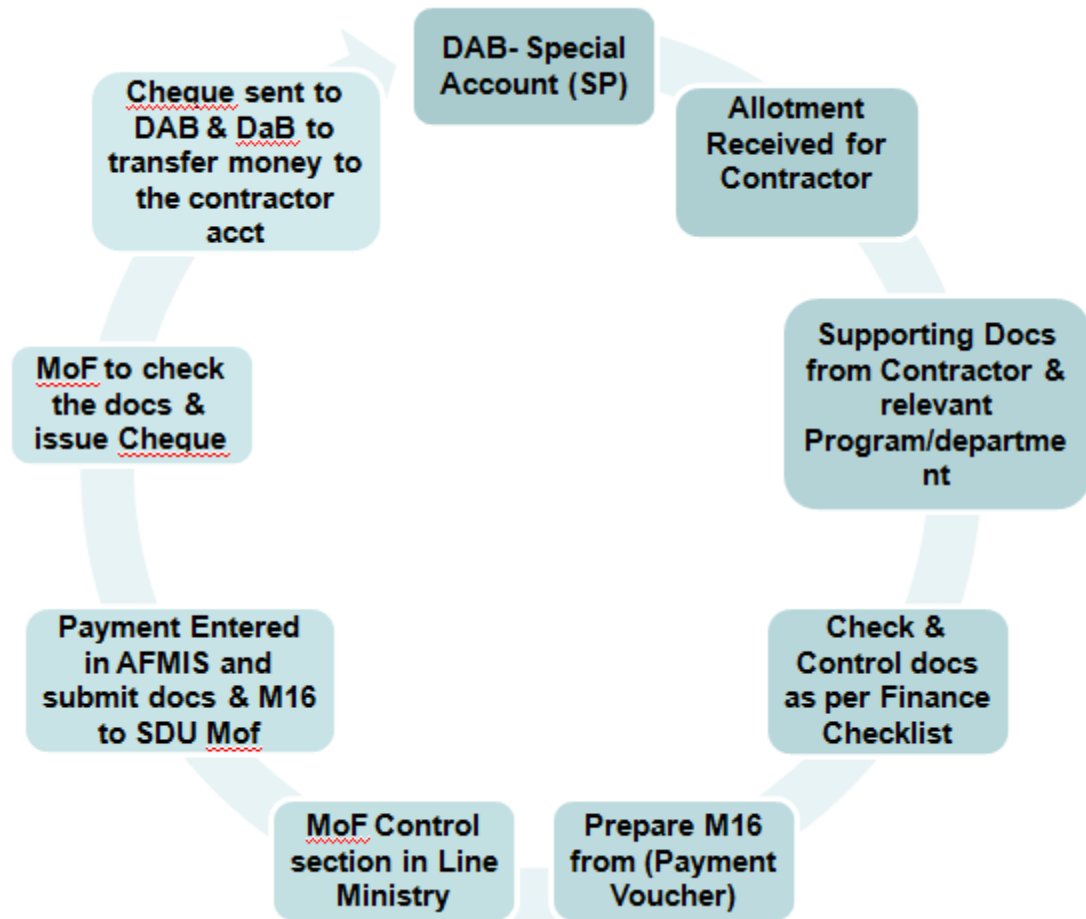 DAB- Special
Account (SP)
Allotment
Received for
Contractor
Supporting Docs
from Contractor &
relevant
Program/departme
nt
Check &
Control docs
as per Finance
Checklist
Prepare M16
from (Payment
Voucher)
MoF Control
section in Line
Ministry
Payment Entered
in AFMIS and
submit docs & M16
to SDU Mof
MoF to check
the docs &
issue Cheque
Cheque sent to
DAB & DaB to
transfer money to
the contractor
acct